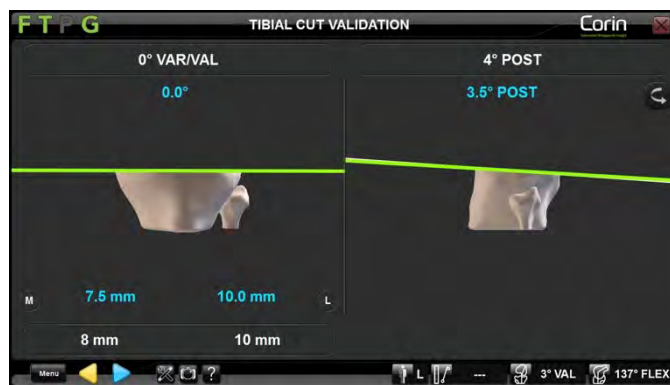 F T P G
TIBIAL CUT VALIDATION
Corin
0° VAR/VAL
4° POST
0.0°
3.5° POST
M
7.5 mm
10.0 mm
L
8 mm
10 mm
Menu
?
L
---
3° VAL
137° FLEX